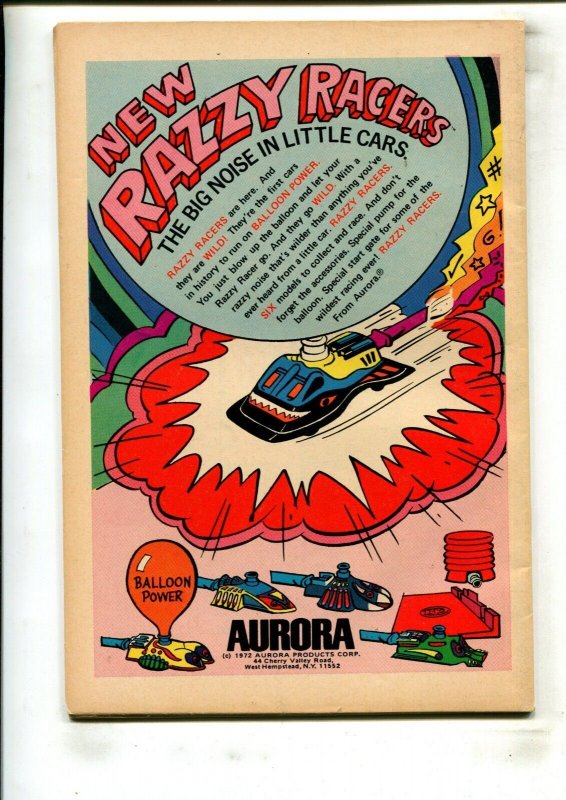 NEW
RAZZY RACERS
THE BIG NOISE IN LITTLE CARS.
RAZZY RACERS are here. And
they are WILD! They're the first cars
in history to run on BALLOON POWER.
You just blow up the balloon and let your
Razzy Racer go. And they go WILD. With a
razzy noise that's wilder than anything you've
ever heard from a little car. RAZZY RACERS.
SIX models to collect and race. And don't
forget the accessories. Special pump for the
balloon. Special start gate for some of the
wildest racing ever! RAZZY RACERS.
From Aurora.®
BALLOON
POWER
AURORA
(c) 1972 AURORA PRODUCTS CORP.
44 Cherry Valley Road,
West Hempstead, N.Y. 11552